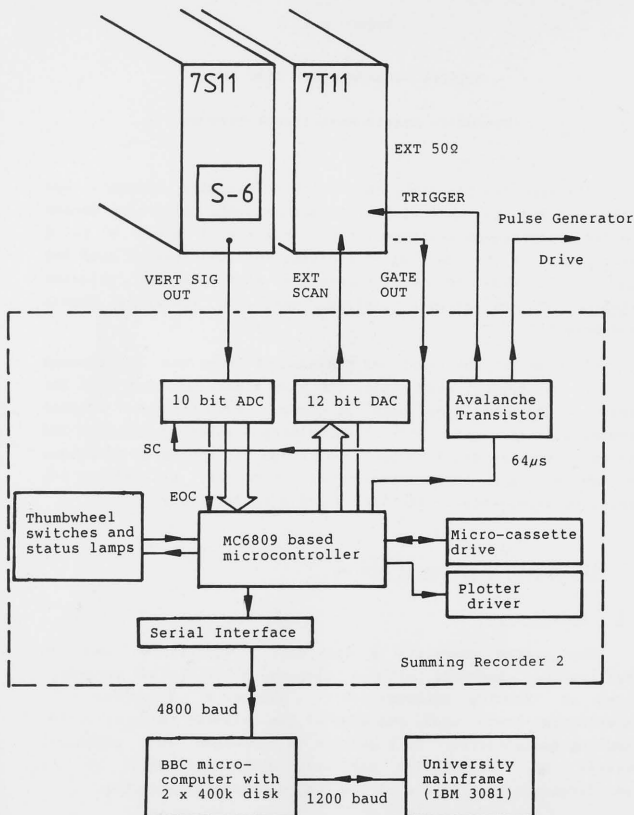 7S11
7T11
S-6
EXT 50Ω
TRIGGER
Pulse Generator
Drive
VERT SIG
OUT
EXT
SCAN
GATE
OUT
10 bit ADC
12 bit DAC
Avalanche
Transistor
SC
64μs
EOC
Thumbwheel
switches and
status lamps
MC6809 based
microcontroller
Micro-cassette
drive
Plotter
driver
Serial Interface
Summing Recorder 2
4800 baud
BBC micro-
computer with
2 x 400k disk
1200 baud
University
mainframe
(IBM 3081)